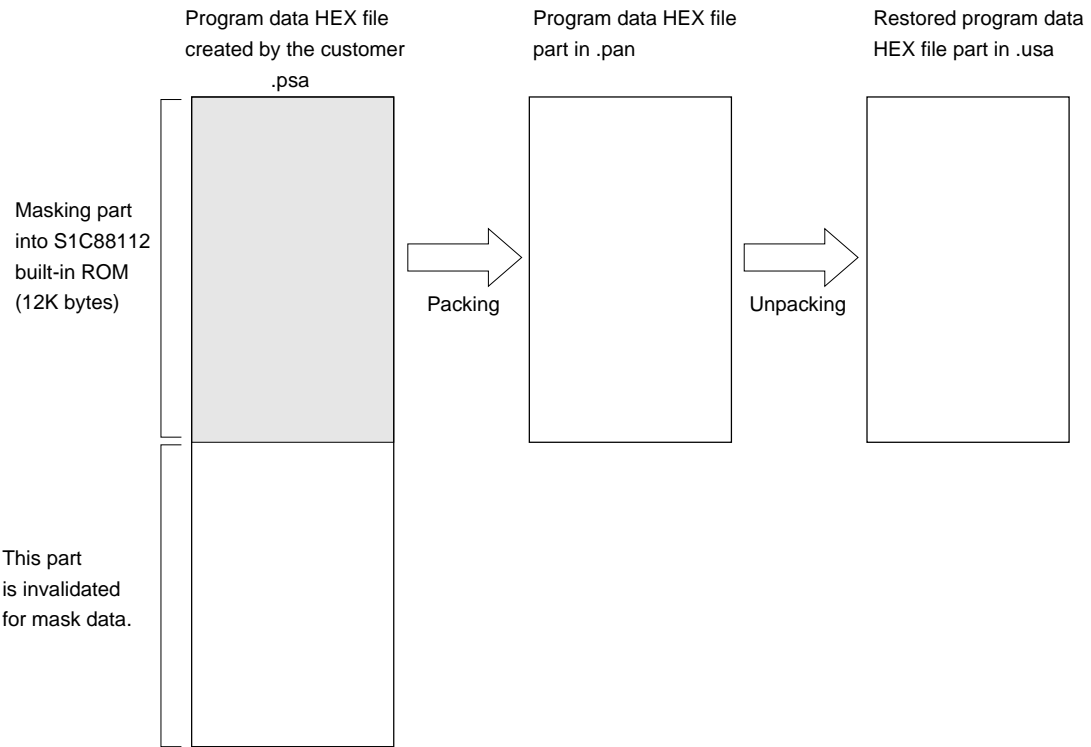 Program data HEX file
created by the customer
.psa
Program data HEX file
part in .pan
Restored program data
HEX file part in .usa
Masking part
into S1C88112
built-in ROM
(12K bytes)
Packing
Unpacking
This part
is invalidated
for mask data.